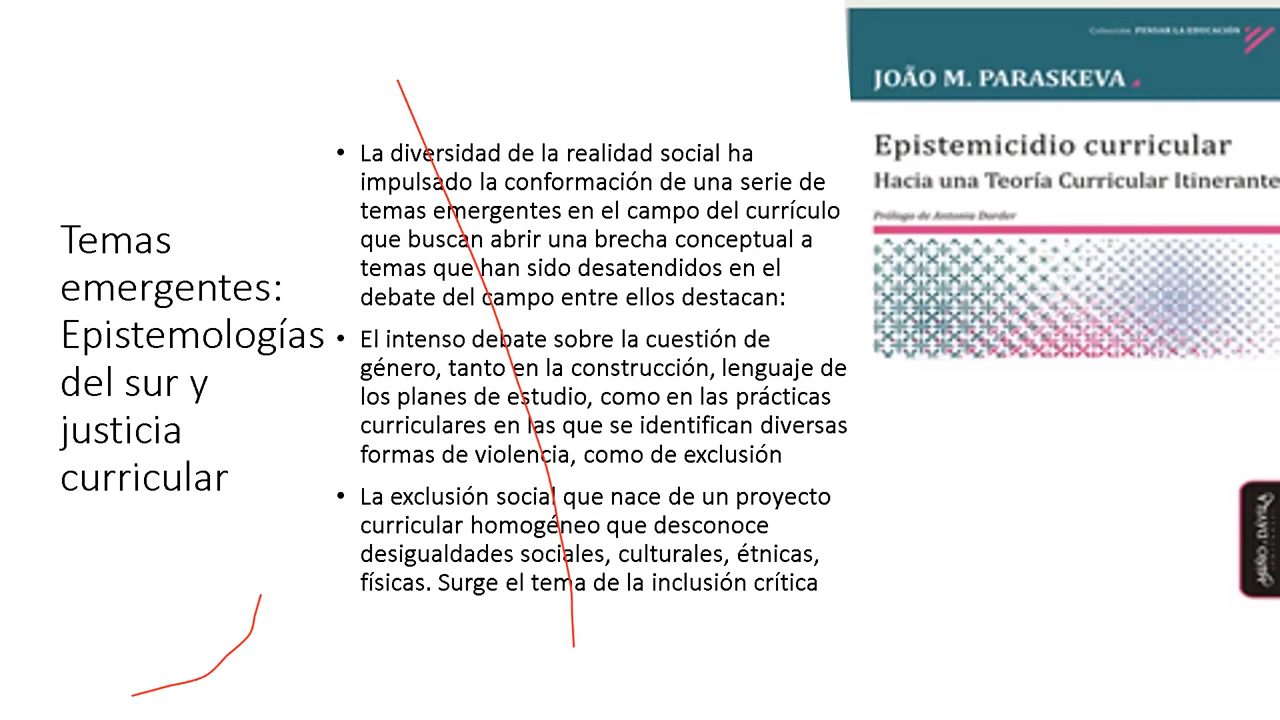 Temas
emergentes:
Epistemologías
del sur y
justicia
curricular
• La diversidad de la realidad social ha
impulsado la conformación de una serie de
temas emergentes en el campo del currículo
que buscan abrir una brecha conceptual a
temas que han sido desatendidos en el
debate del campo entre ellos destacan:
• El intenso debate sobre la cuestión de
género, tanto en la construcción, lenguaje de
los planes de estudio, como en las prácticas
curriculares en las que se identifican diversas
formas de violencia, como de exclusión
• La exclusión social que nace de un proyecto
curricular homogéneo que desconoce
desigualdades sociales, culturales, étnicas,
físicas. Surge el tema de la inclusión crítica
Colección PENSAR LA EDUCACIÓN
JOÃO M. PARASKEVA
Epistemicidio curricular
Hacia una Teoría Curricular Itinerante
Prólogo de Antonia Darder